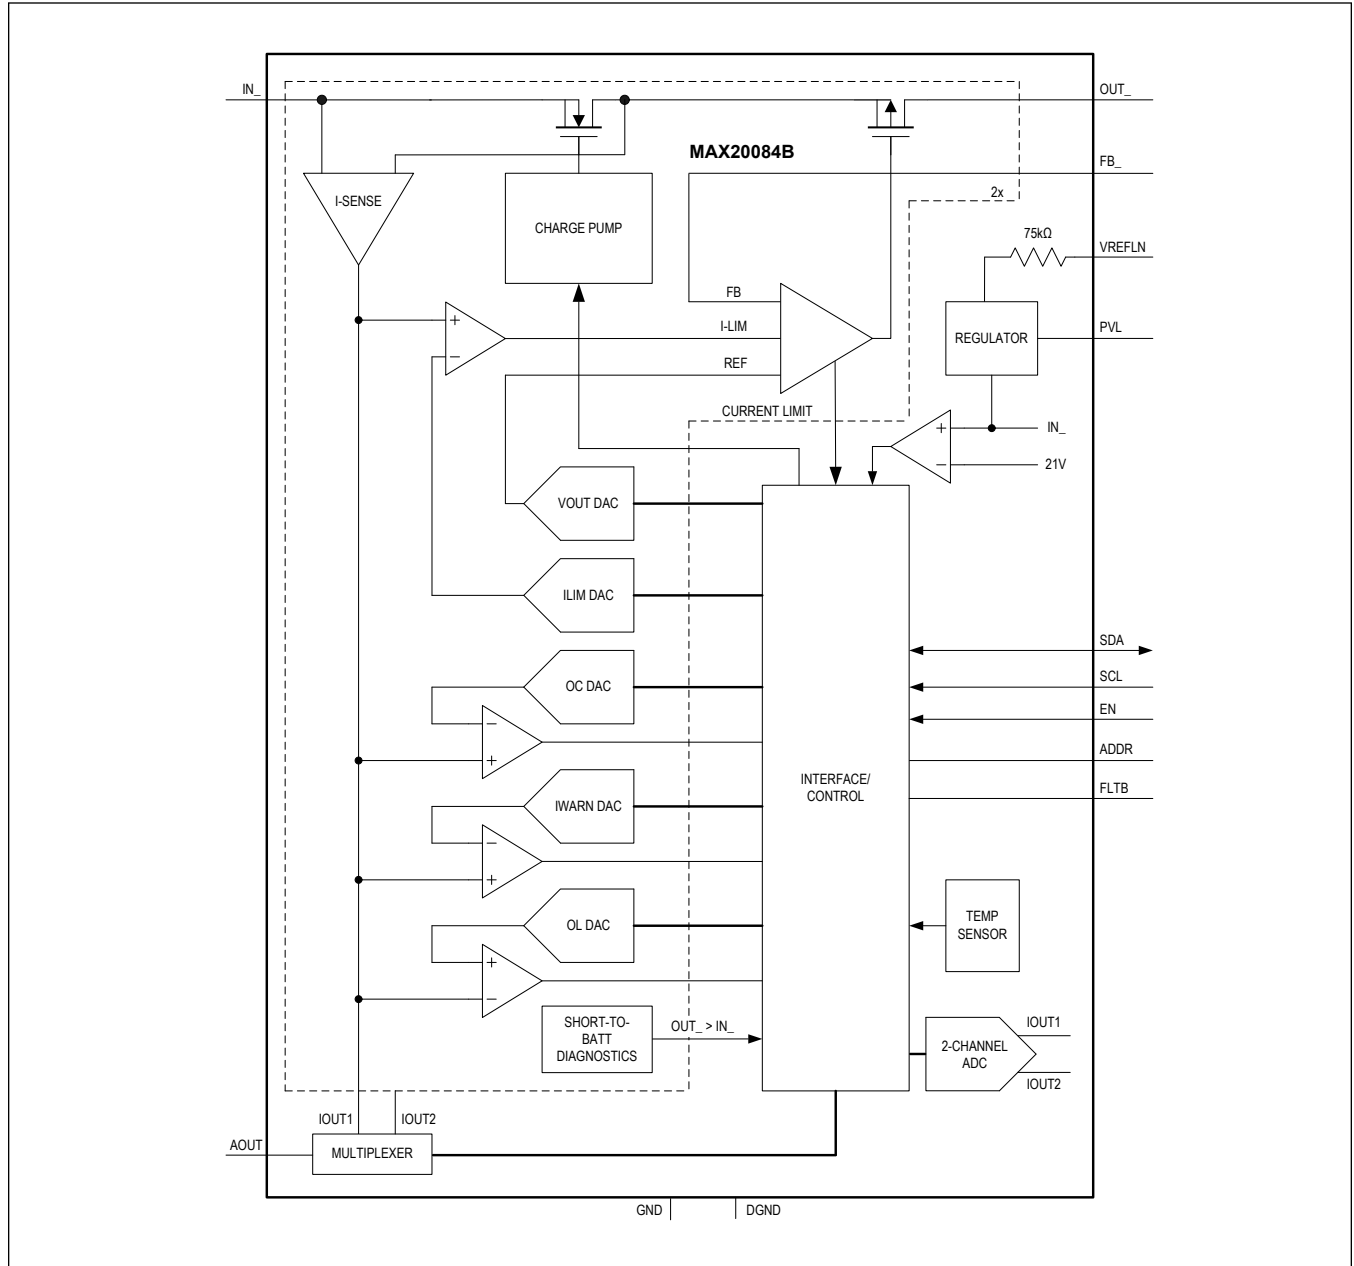 IN_
OUT_
MAX20084B
FB_
2x
I-SENSE
CHARGE PUMP
75kΩ
VREFLN
FB
+
I-LIM
REGULATOR
PVL
−
REF
CURRENT LIMIT
+
IN_
−
21V
VOUT DAC
ILIM DAC
SDA
OC DAC
SCL
−
EN
+
ADDR
INTERFACE/
CONTROL
FLTB
IWARN DAC
−
+
OL DAC
TEMP
SENSOR
+
−
SHORT-TO-
BATT
DIAGNOSTICS
OUT_ > IN_
2-CHANNEL
ADC
IOUT1
IOUT2
IOUT1
IOUT2
AOUT
MULTIPLEXER
GND
DGND